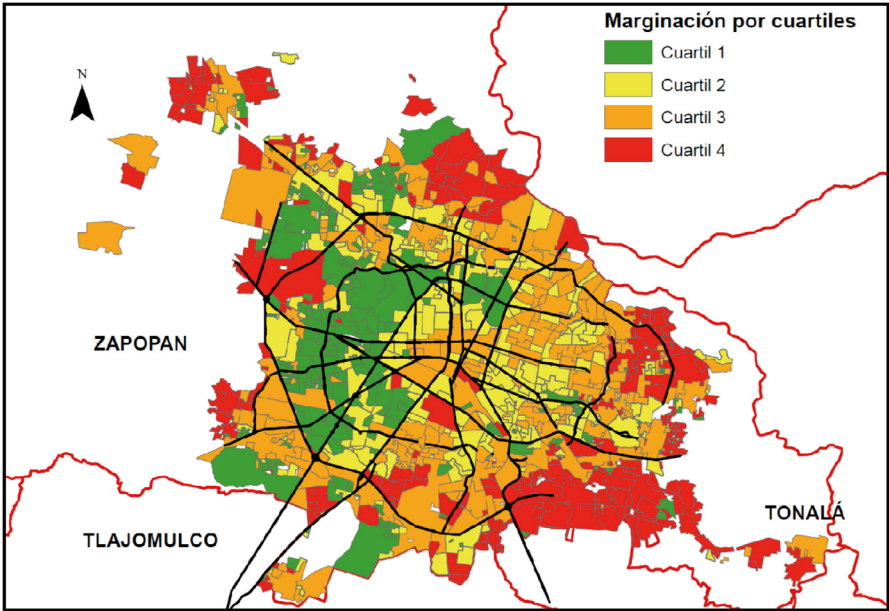 Marginación por cuartiles
Cuartil 1
Cuartil 2
Cuartil 3
Cuartil 4
N
ZAPOPAN
TONALÁ
TLAJOMULCO